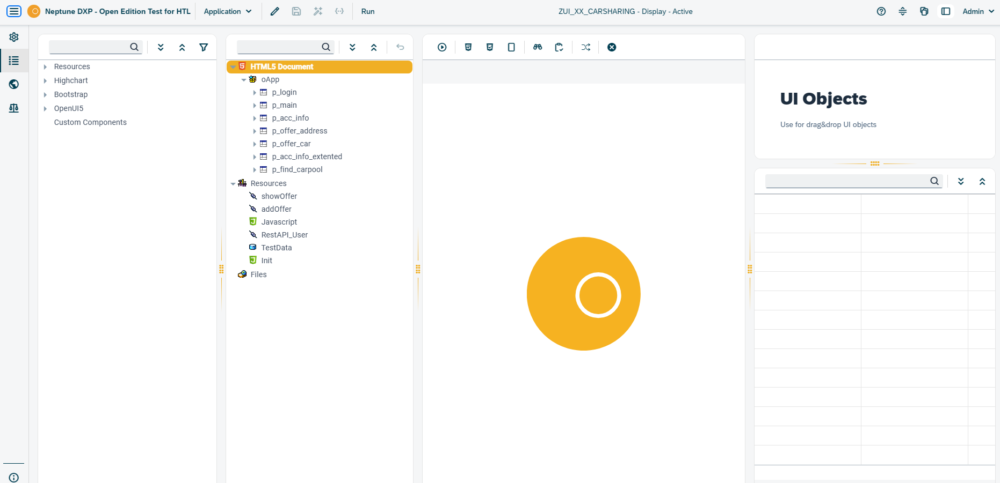 Neptune DXP - Open Edition Test for HTL
Application
Run
ZUI_XX_CARSHARING - Display - Active
Admin
Resources
Highchart
Bootstrap
OpenUI5
Custom Components
HTML5 Document
oApp
p_login
p_main
p_acc_info
p_offer_address
p_offer_car
p_acc_info_extented
p_find_carpool
Resources
showOffer
addOffer
Javascript
RestAPI_User
TestData
Init
Files
UI Objects
Use for drag&drop UI objects